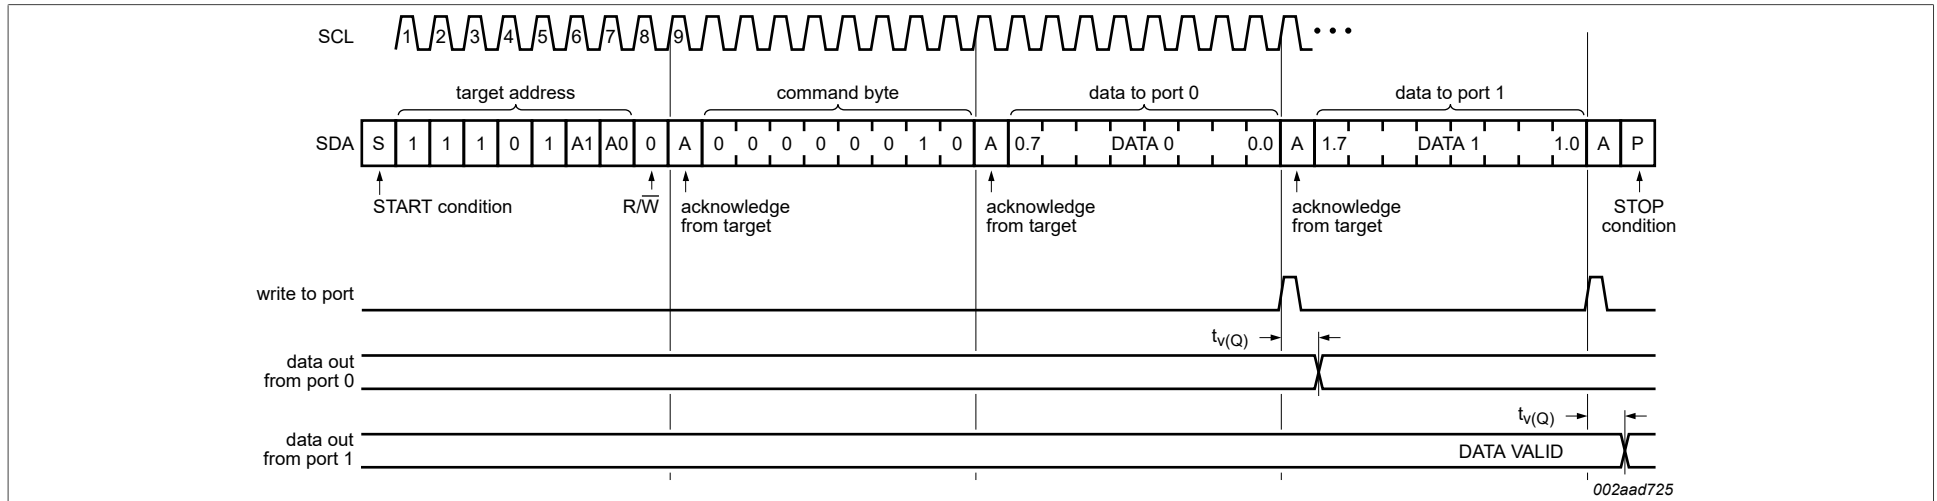 SCL 1 2 3 4 5 6 7 8 9 •••
target address command byte data to port 0 data to port 1
SDA S 1 1 1 0 1 A1 A0 0 A 0 0 0 0 0 0 1 0 A 0.7 DATA 0 0.0 A 1.7 DATA 1 1.0 A P
START condition R/W̅ acknowledge from target acknowledge from target acknowledge from target STOP condition
write to port
tv(Q)
data out
from port 0
tv(Q)
data out
from port 1 DATA VALID
002aad725